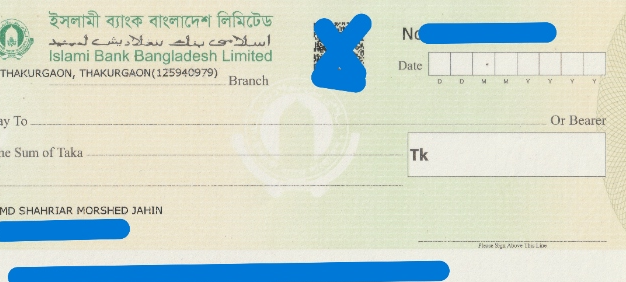 ইসলামী ব্যাংক বাংলাদেশ লিমিটেড
Islami Bank Bangladesh Limited
THAKURGAON, THAKURGAON(125940979) Branch
No
Date
D D M M Y Y Y Y
ay To Or Bearer
he Sum of Taka
Tk
MD SHAHRIAR MORSHED JAHIN
Please Sign Above This Line